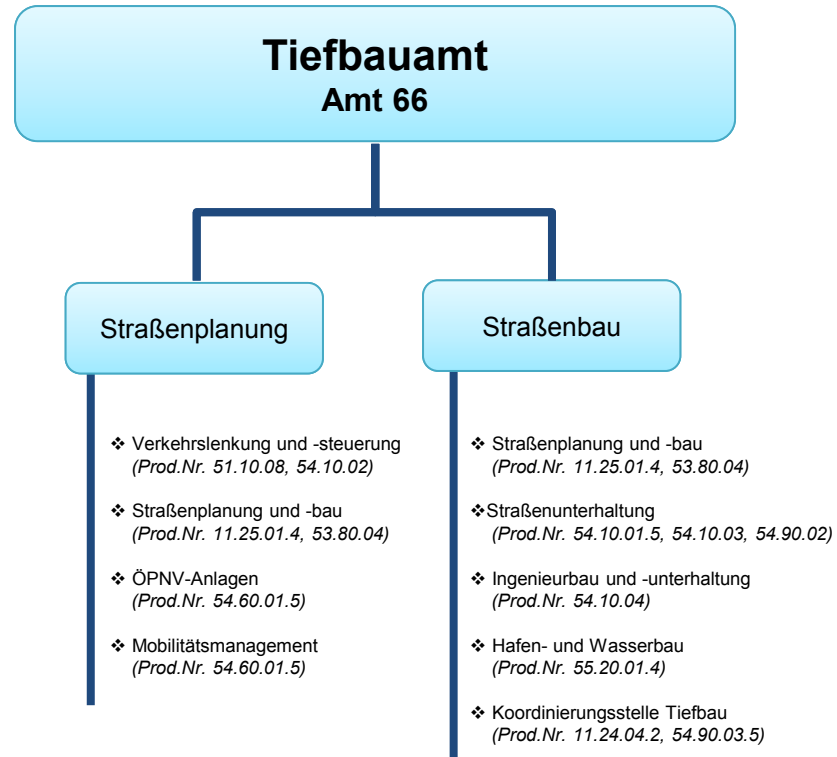 Tiefbauamt
Amt 66
Straßenplanung
❖ Verkehrslenkung und -steuerung
(Prod.Nr. 51.10.08, 54.10.02)
❖ Straßenplanung und -bau
(Prod.Nr. 11.25.01.4, 53.80.04)
❖ ÖPNV-Anlagen
(Prod.Nr. 54.60.01.5)
❖ Mobilitätsmanagement
(Prod.Nr. 54.60.01.5)
Straßenbau
❖ Straßenplanung und -bau
(Prod.Nr. 11.25.01.4, 53.80.04)
❖Straßenunterhaltung
(Prod.Nr. 54.10.01.5, 54.10.03, 54.90.02)
❖ Ingenieurbau und -unterhaltung
(Prod.Nr. 54.10.04)
❖ Hafen- und Wasserbau
(Prod.Nr. 55.20.01.4)
❖ Koordinierungsstelle Tiefbau
(Prod.Nr. 11.24.04.2, 54.90.03.5)